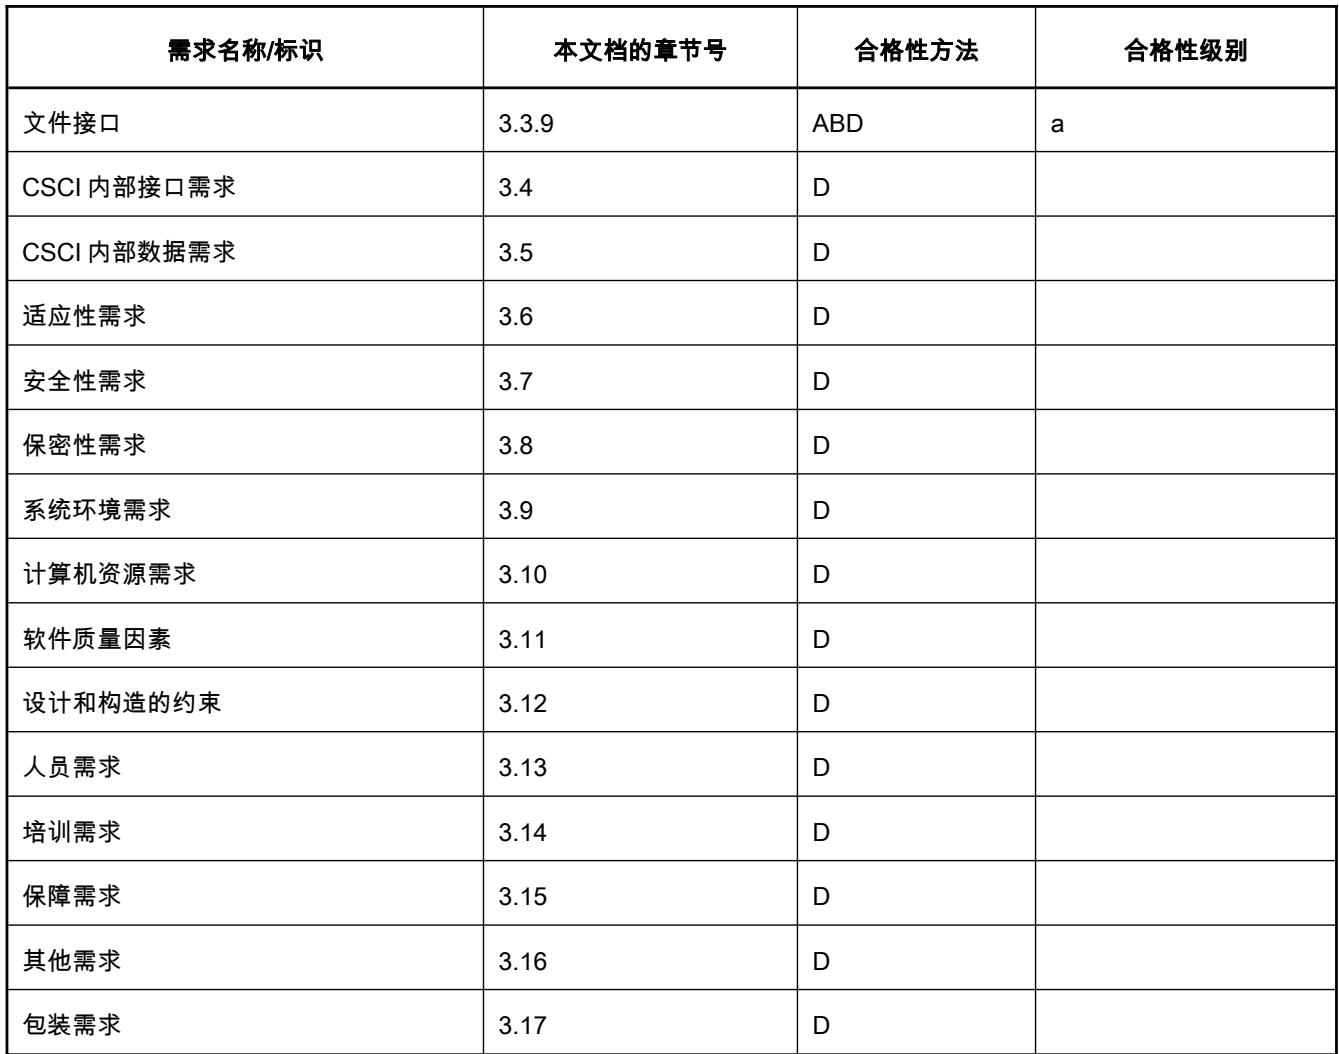 需求名称/标识 本文档的章节号 合格性方法 合格性级别
文件接口 3.3.9 ABD a
CSCI 内部接口需求 3.4 D
CSCI 内部数据需求 3.5 D
适应性需求 3.6 D
安全性需求 3.7 D
保密性需求 3.8 D
系统环境需求 3.9 D
计算机资源需求 3.10 D
软件质量因素 3.11 D
设计和构造的约束 3.12 D
人员需求 3.13 D
培训需求 3.14 D
保障需求 3.15 D
其他需求 3.16 D
包装需求 3.17 D